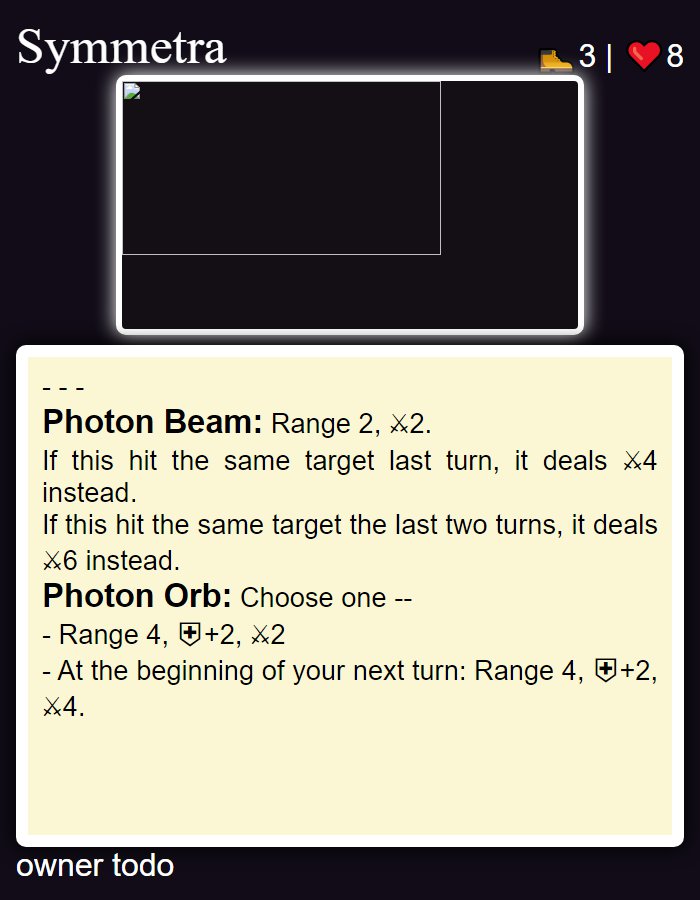 Symmetra
🥾3 | ❤️8
- - -
Photon Beam: Range 2, ⚔2.
If this hit the same target last turn, it deals ⚔4
instead.
If this hit the same target the last two turns, it deals
⚔6 instead.
Photon Orb: Choose one --
- Range 4, ⛨+2, ⚔2
- At the beginning of your next turn: Range 4, ⛨+2,
⚔4.
owner todo